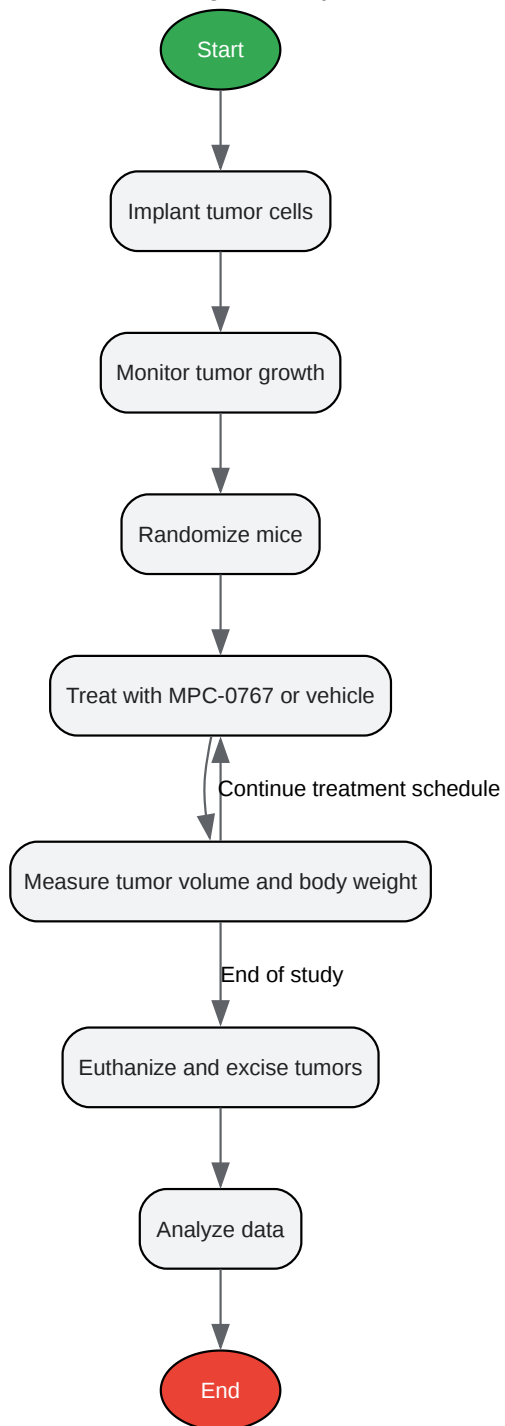 Start
Implant tumor cells
Monitor tumor growth
Randomize mice
Treat with MPC-0767 or vehicle
Continue treatment schedule
Measure tumor volume and body weight
End of study
Euthanize and excise tumors
Analyze data
End